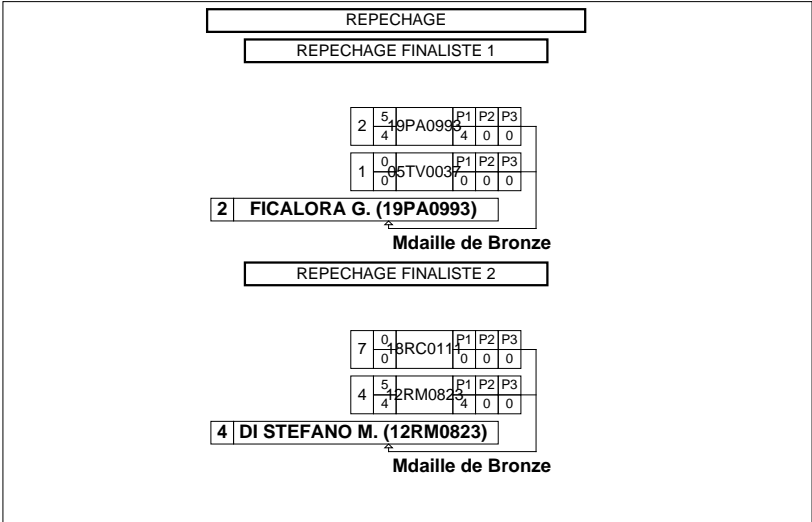 REPECHAGE
REPECHAGE FINALISTE 1
2 5 4 19PA0993 P1 P2 P3 4 0 0
1 0 0 05TV0037 P1 P2 P3 0 0 0
2 FICALORA G. (19PA0993)
Mdaille de Bronze
REPECHAGE FINALISTE 2
7 0 0 18RC0111 P1 P2 P3 0 0 0
4 5 4 12RM0823 P1 P2 P3 4 0 0
4 DI STEFANO M. (12RM0823)
Mdaille de Bronze